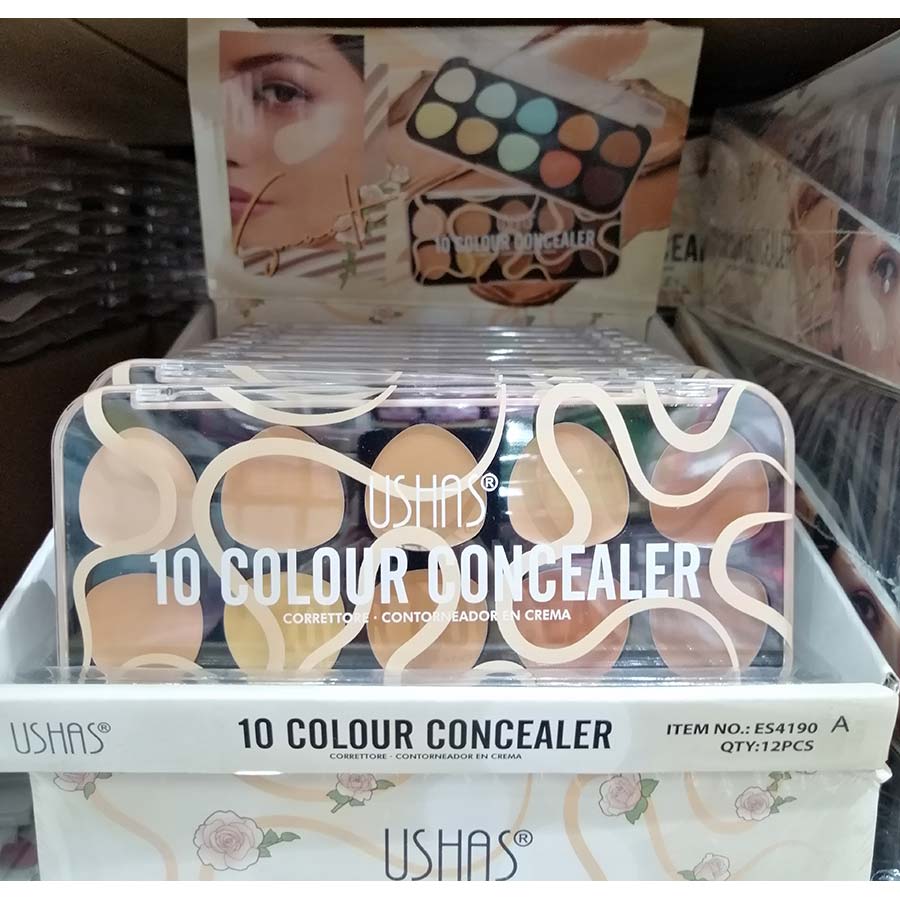 10 COLOUR CONCEALER
USHAS®
10 COLOUR CONCEALER
CORRETTORE · CONTORNEADOR EN CREMA
USHAS®
10 COLOUR CONCEALER
CORRETTORE · CONTORNEADOR EN CREMA
ITEM NO.: ES4190 A
QTY:12PCS
USHAS®